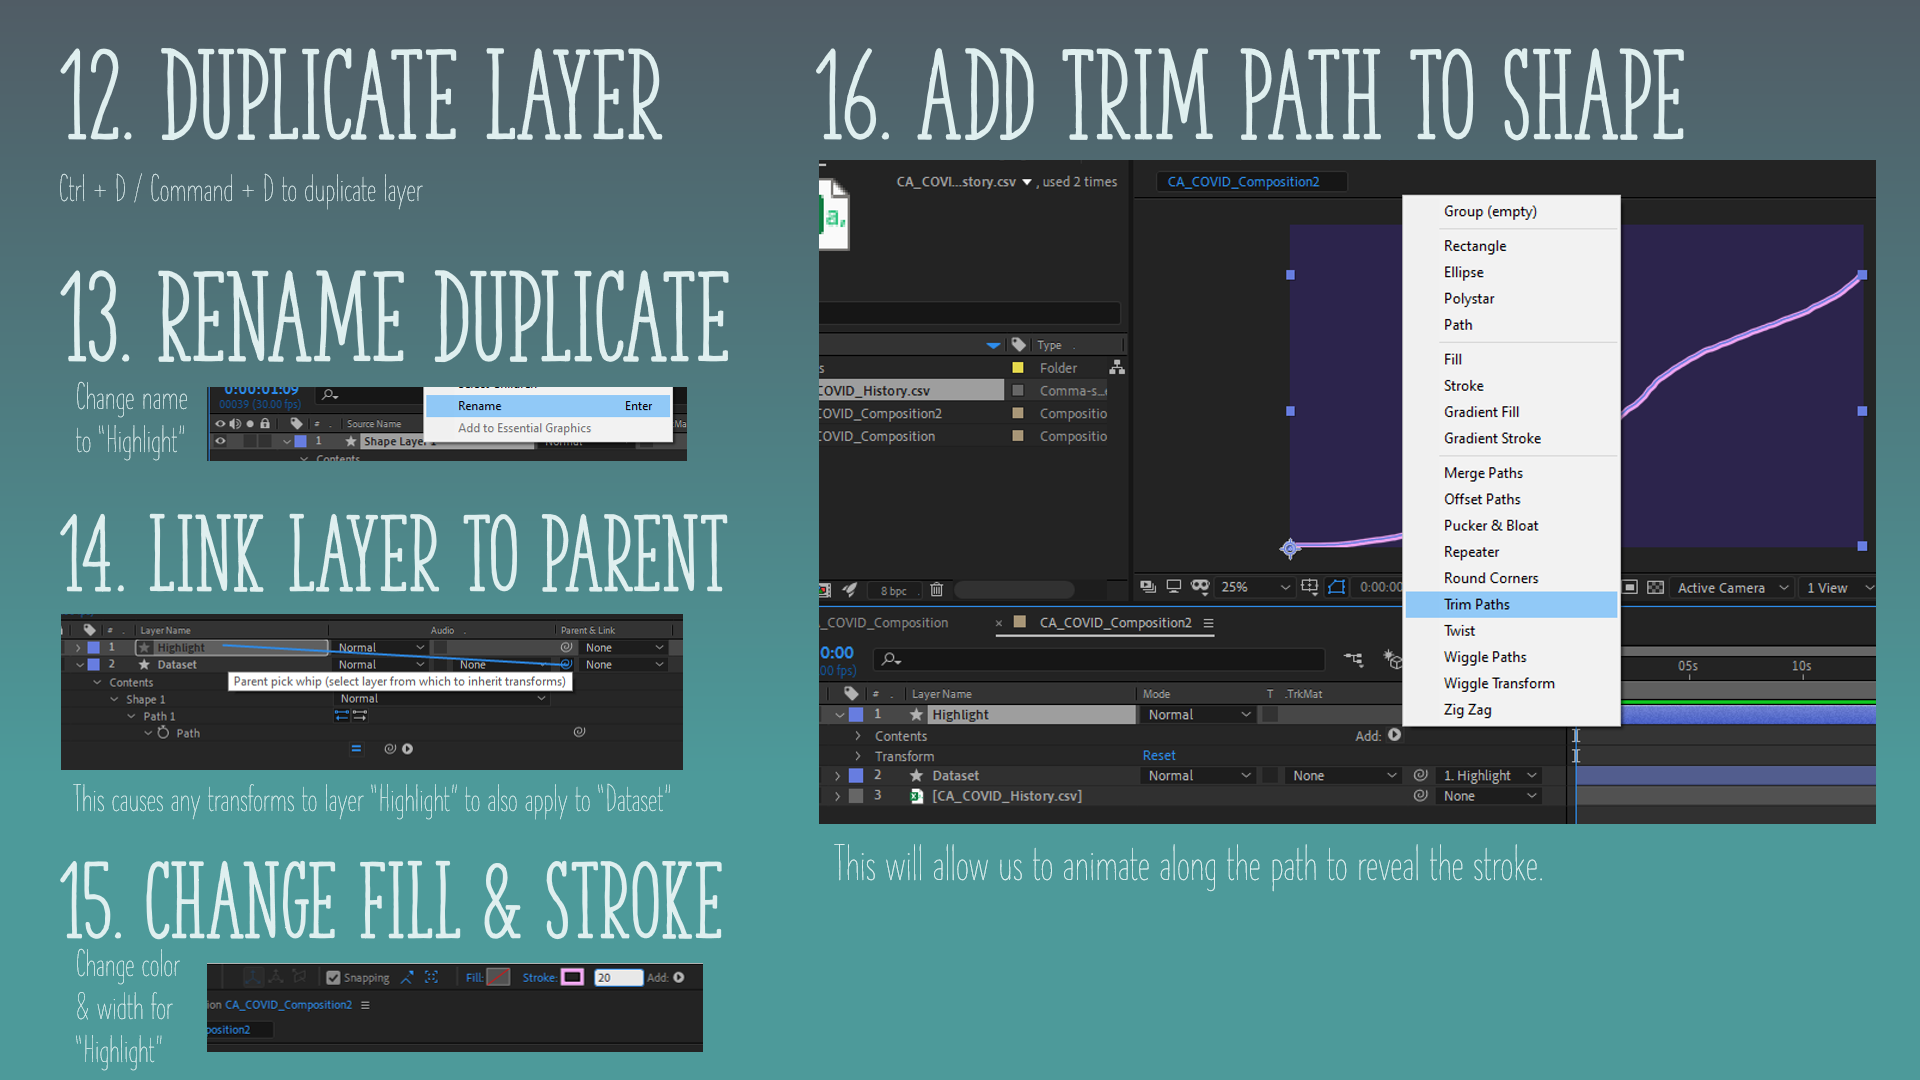 12. DUPLICATE LAYER
Ctrl + D / Command + D to duplicate layer
13. RENAME DUPLICATE
Change name
to "Highlight"
0:00:01:09
00039 (30.00 fps)
Rename Enter
Add to Essential Graphics
# . Source Name
1 Shape Layer 1 Normal
Contents
14. LINK LAYER TO PARENT
# . Layer Name Audio . Parent & Link
1 Highlight Normal None
2 Dataset Normal None None
Contents
Parent pick whip (select layer from which to inherit transforms)
Shape 1 Normal
Path 1
Path
This causes any transforms to layer "Highlight" to also apply to "Dataset"
15. CHANGE FILL & STROKE
Change color
& width for
"Highlight"
Snapping Fill: Stroke: 20 Add:
ion CA_COVID_Composition2
position2
16. ADD TRIM PATH TO SHAPE
CA_COVI...story.csv , used 2 times
a,
Type .
s Folder
COVID_History.csv Comma-s...
COVID_Composition2 Compositio
COVID_Composition Compositio
8 bpc
CA_COVID_Composition2
Group (empty)
Rectangle
Ellipse
Polystar
Path
Fill
Stroke
Gradient Fill
Gradient Stroke
Merge Paths
Offset Paths
Pucker & Bloat
Repeater
Round Corners
Trim Paths
Twist
Wiggle Paths
Wiggle Transform
Zig Zag
25% 0:00:00 Active Camera 1 View
_COVID_Composition × CA_COVID_Composition2
0:00
00 fps)
05s 10s
# . Layer Name Mode T .TrkMat
1 Highlight Normal
Contents Add:
Transform Reset
2 Dataset Normal None 1. Highlight
3 [CA_COVID_History.csv] None
This will allow us to animate along the path to reveal the stroke.